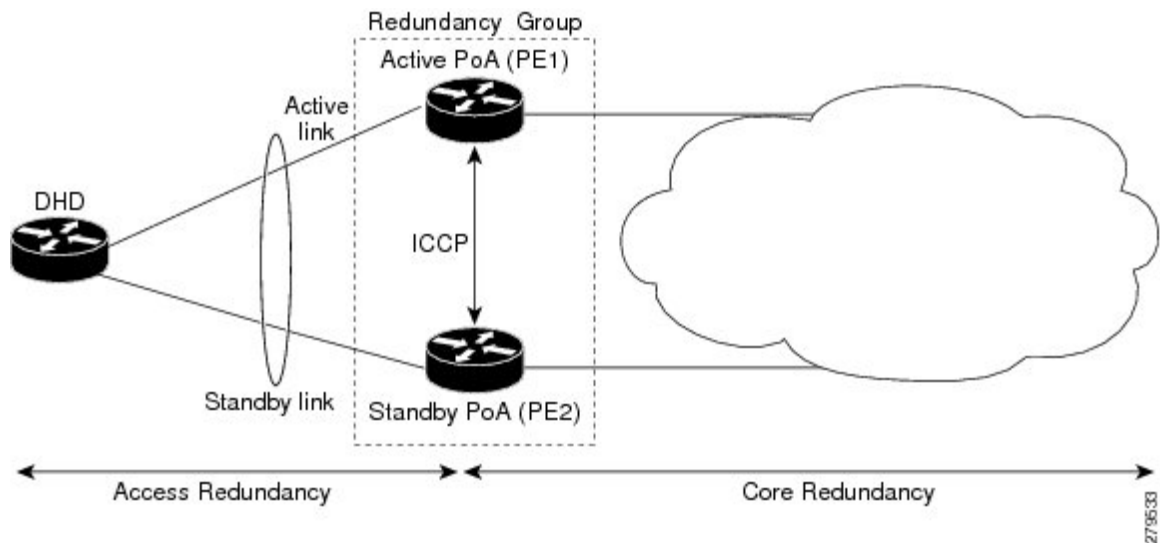 Redundancy Group
Active PoA (PE1)
Active
link
DHD
ICCP
Standby link
Standby PoA (PE2)
Access Redundancy
Core Redundancy
279533